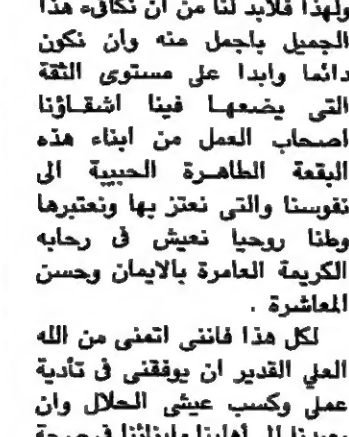 ولهذا فلابد لنا من ان نكافىء هذا
الجميل باجمل منه وان نكون
دائما وابدا على مستوى الثقة
التى يضعها فينا اشقاؤنا
اصحاب العمل من ابناء هذه
البقعة الطاهرة الحبيبة الى
نفوسنا والتى نعتز بها ونعتبرها
وطنا روحيا نعيش فى رحابه
الكريمة العامرة بالايمان وحسن
المعاشرة .
لكل هذا فاننى اتمنى من الله
العلي القدير ان يوفقنى فى تأدية
عملى وكسب عيشى الحلال وان